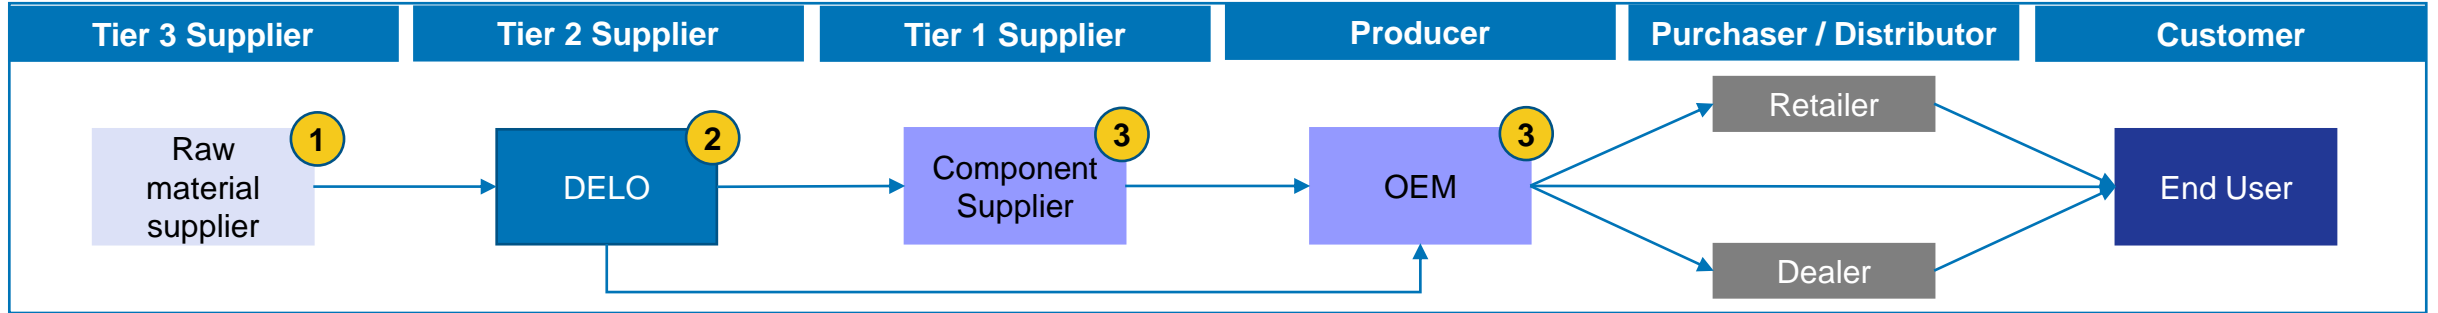 Tier 3 Supplier
Tier 2 Supplier
Tier 1 Supplier
Producer
Purchaser / Distributor
Customer
Raw
material
supplier
1
DELO
2
Component
Supplier
3
OEM
3
Retailer
Dealer
End User